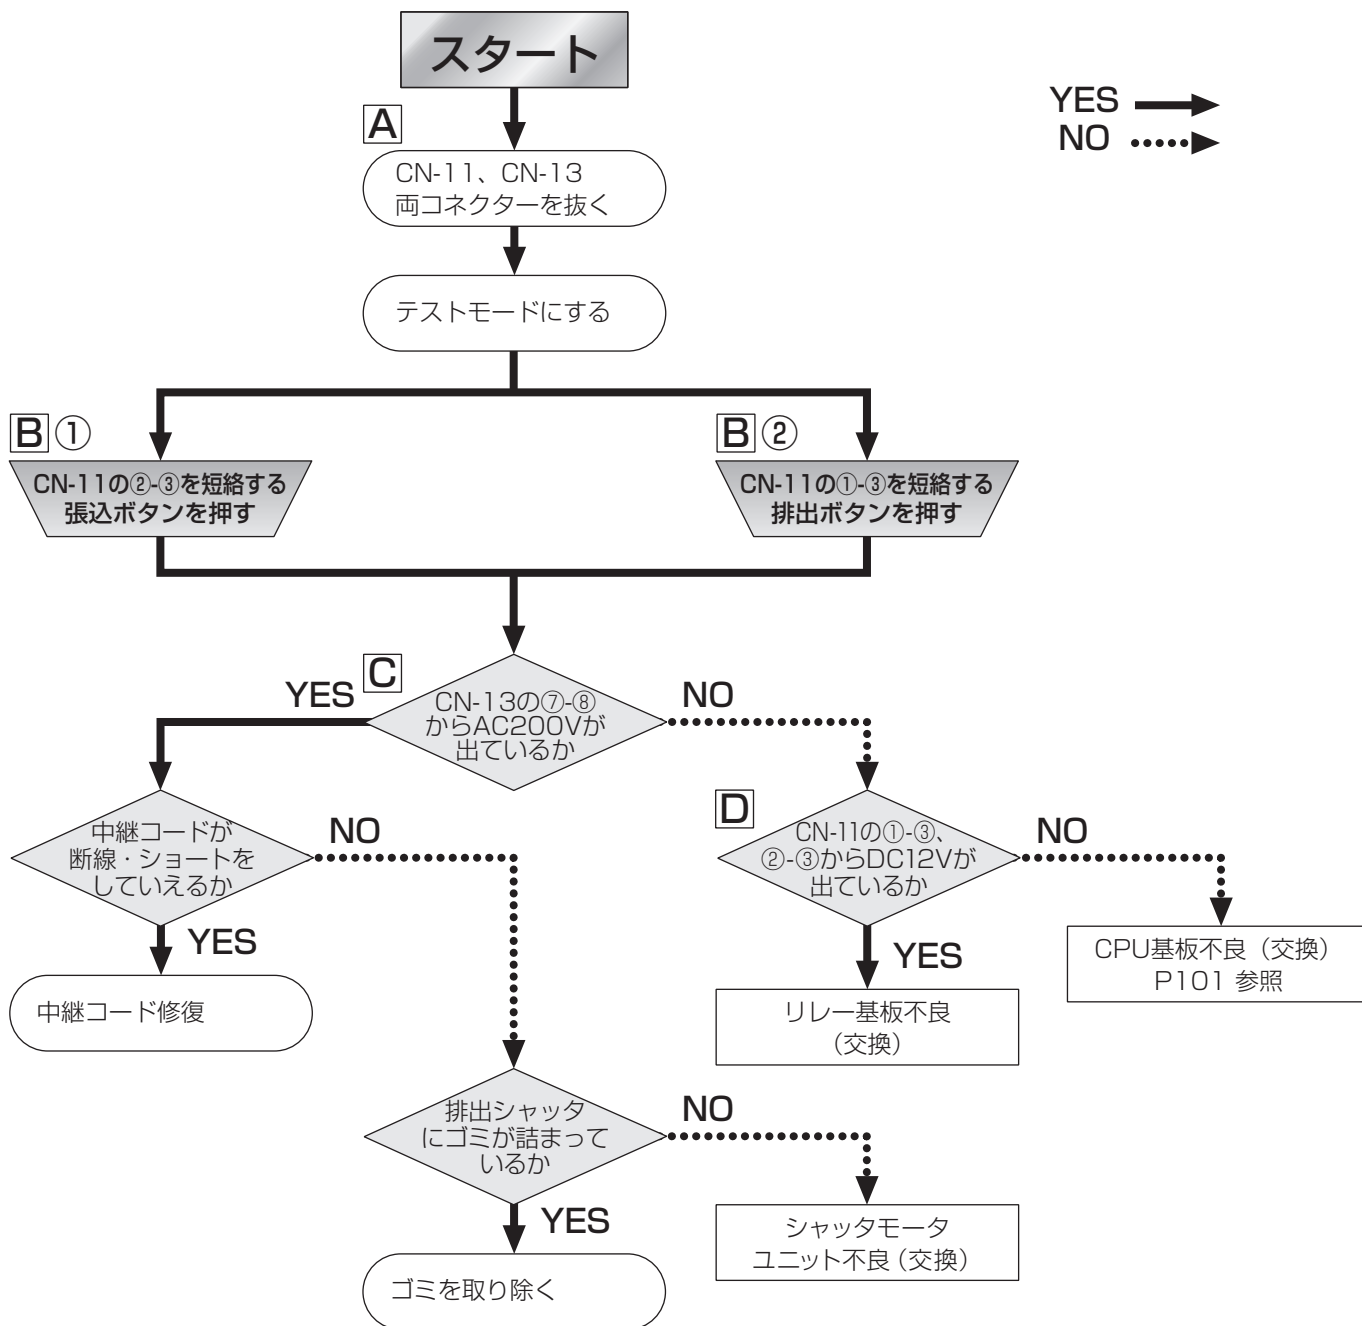 スタート
YES
NO
A
CN-11、CN-13
両コネクターを抜く
テストモードにする
B①
CN-11の②-③を短絡する
張込ボタンを押す
B②
CN-11の①-③を短絡する
排出ボタンを押す
C
YES
NO
CN-13の⑦-⑧
からAC200Vが
出ているか
中継コードが
断線・ショートを
していえるか
NO
YES
中継コード修復
D
CN-11の①-③、
②-③からDC12Vが
出ているか
NO
YES
CPU基板不良（交換）
P101 参照
リレー基板不良
（交換）
排出シャッタ
にゴミが詰まって
いるか
NO
YES
シャッタモータ
ユニット不良（交換）
ゴミを取り除く